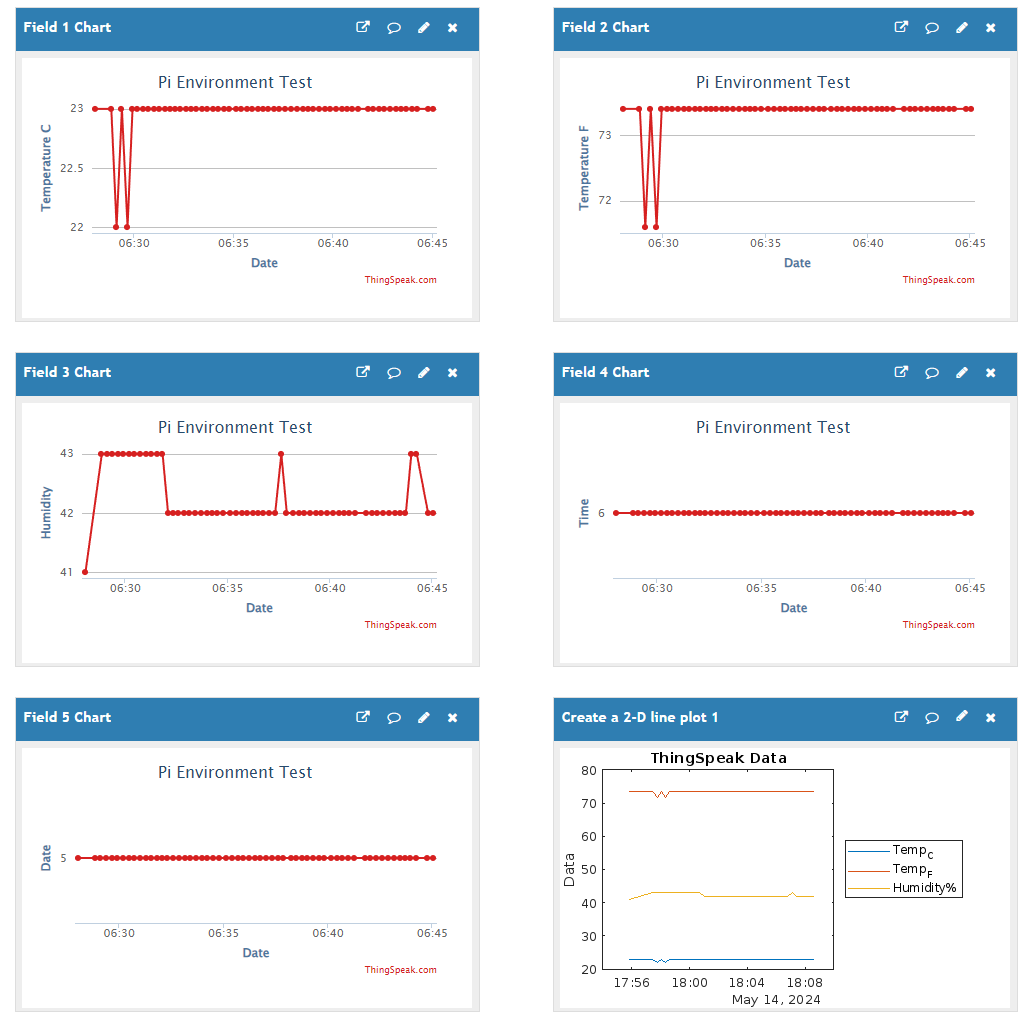 Field 1 Chart
Pi Environment Test
23
22.5
22
Temperature C
06:30 06:35 06:40 06:45
Date
ThingSpeak.com
Field 2 Chart
Pi Environment Test
73
72
Temperature F
06:30 06:35 06:40 06:45
Date
ThingSpeak.com
Field 3 Chart
Pi Environment Test
43
42
41
Humidity
06:30 06:35 06:40 06:45
Date
ThingSpeak.com
Field 4 Chart
Pi Environment Test
Time
6
06:30 06:35 06:40 06:45
Date
ThingSpeak.com
Field 5 Chart
Pi Environment Test
Date
5
06:30 06:35 06:40 06:45
Date
ThingSpeak.com
Create a 2-D line plot 1
ThingSpeak Data
80
70
60
50
40
30
20
Data
17:56 18:00 18:04 18:08
May 14, 2024
Temp_C
Temp_F
Humidity%